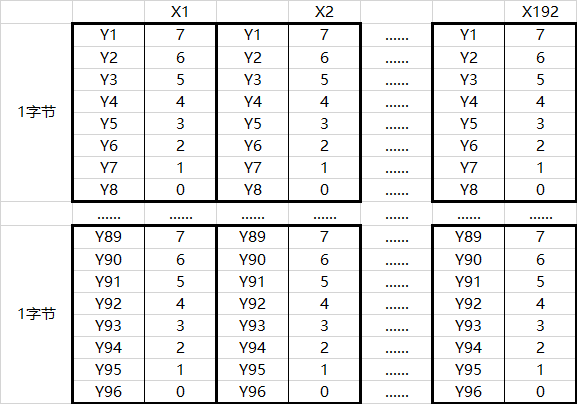 X1 X2 X192
Y1 7 Y1 7 ...... Y1 7
Y2 6 Y2 6 ...... Y2 6
Y3 5 Y3 5 ...... Y3 5
1字节 Y4 4 Y4 4 ...... Y4 4
Y5 3 Y5 3 ...... Y5 3
Y6 2 Y6 2 ...... Y6 2
Y7 1 Y7 1 ...... Y7 1
Y8 0 Y8 0 ...... Y8 0
...... ...... ...... ...... ...... ...... ......
Y89 7 Y89 7 ...... Y89 7
Y90 6 Y90 6 ...... Y90 6
Y91 5 Y91 5 ...... Y91 5
1字节 Y92 4 Y92 4 ...... Y92 4
Y93 3 Y93 3 ...... Y93 3
Y94 2 Y94 2 ...... Y94 2
Y95 1 Y95 1 ...... Y95 1
Y96 0 Y96 0 ...... Y96 0